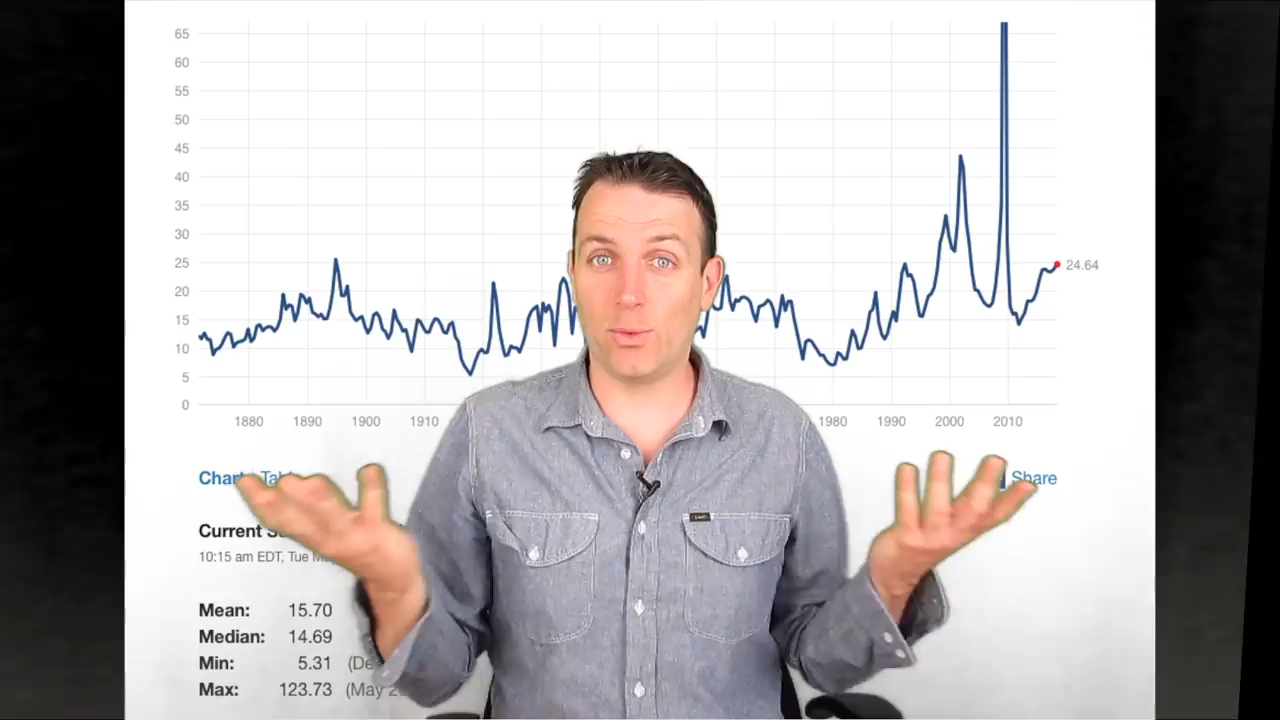 65
60
55
50
45
40
35
30
25
20
15
10
5
0
24.64
1880 1890 1900 1910 1980 1990 2000 2010
Share
Current
10:15 am EDT, Tue
Mean: 15.70
Median: 14.69
Min: 5.31
Max: 123.73 (May